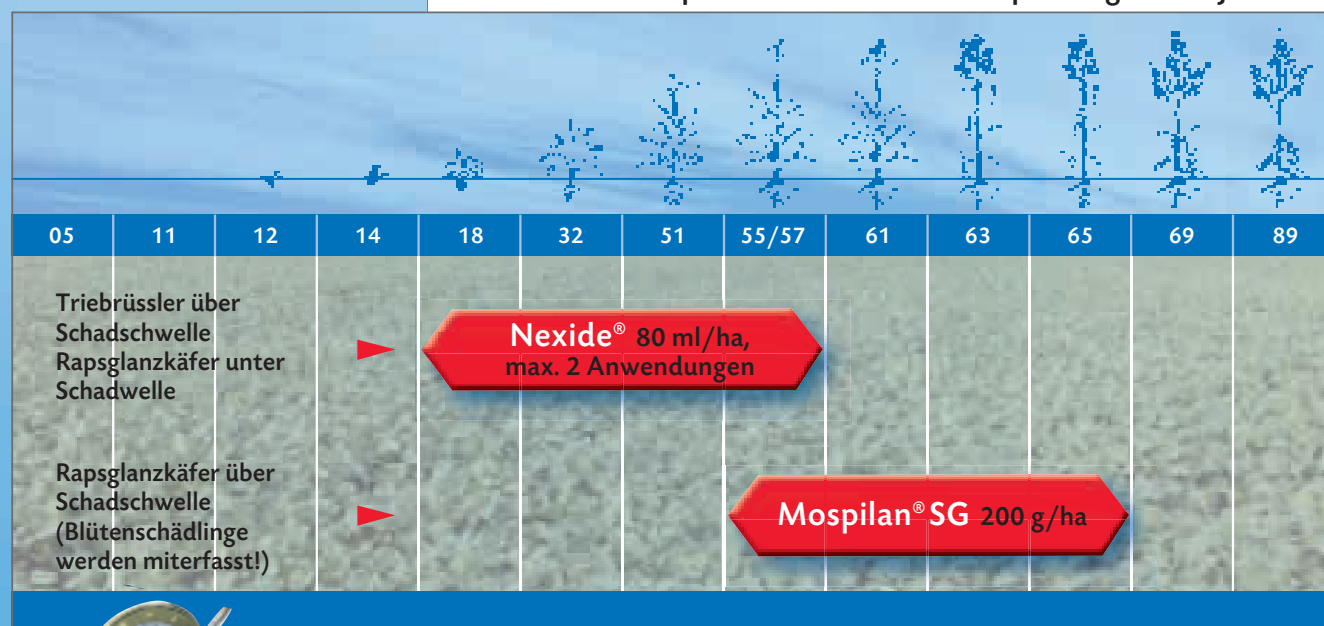 05 11 12 14 18 32 51 55/57 61 63 65 69 89
Triebrüssler über
Schadschwelle
Rapsglanzkäfer unter
Schadwelle
Nexide® 80 ml/ha,
max. 2 Anwendungen
Rapsglanzkäfer über
Schadschwelle
(Blütenschädlinge
werden miterfasst!)
Mospilan® SG 200 g/ha